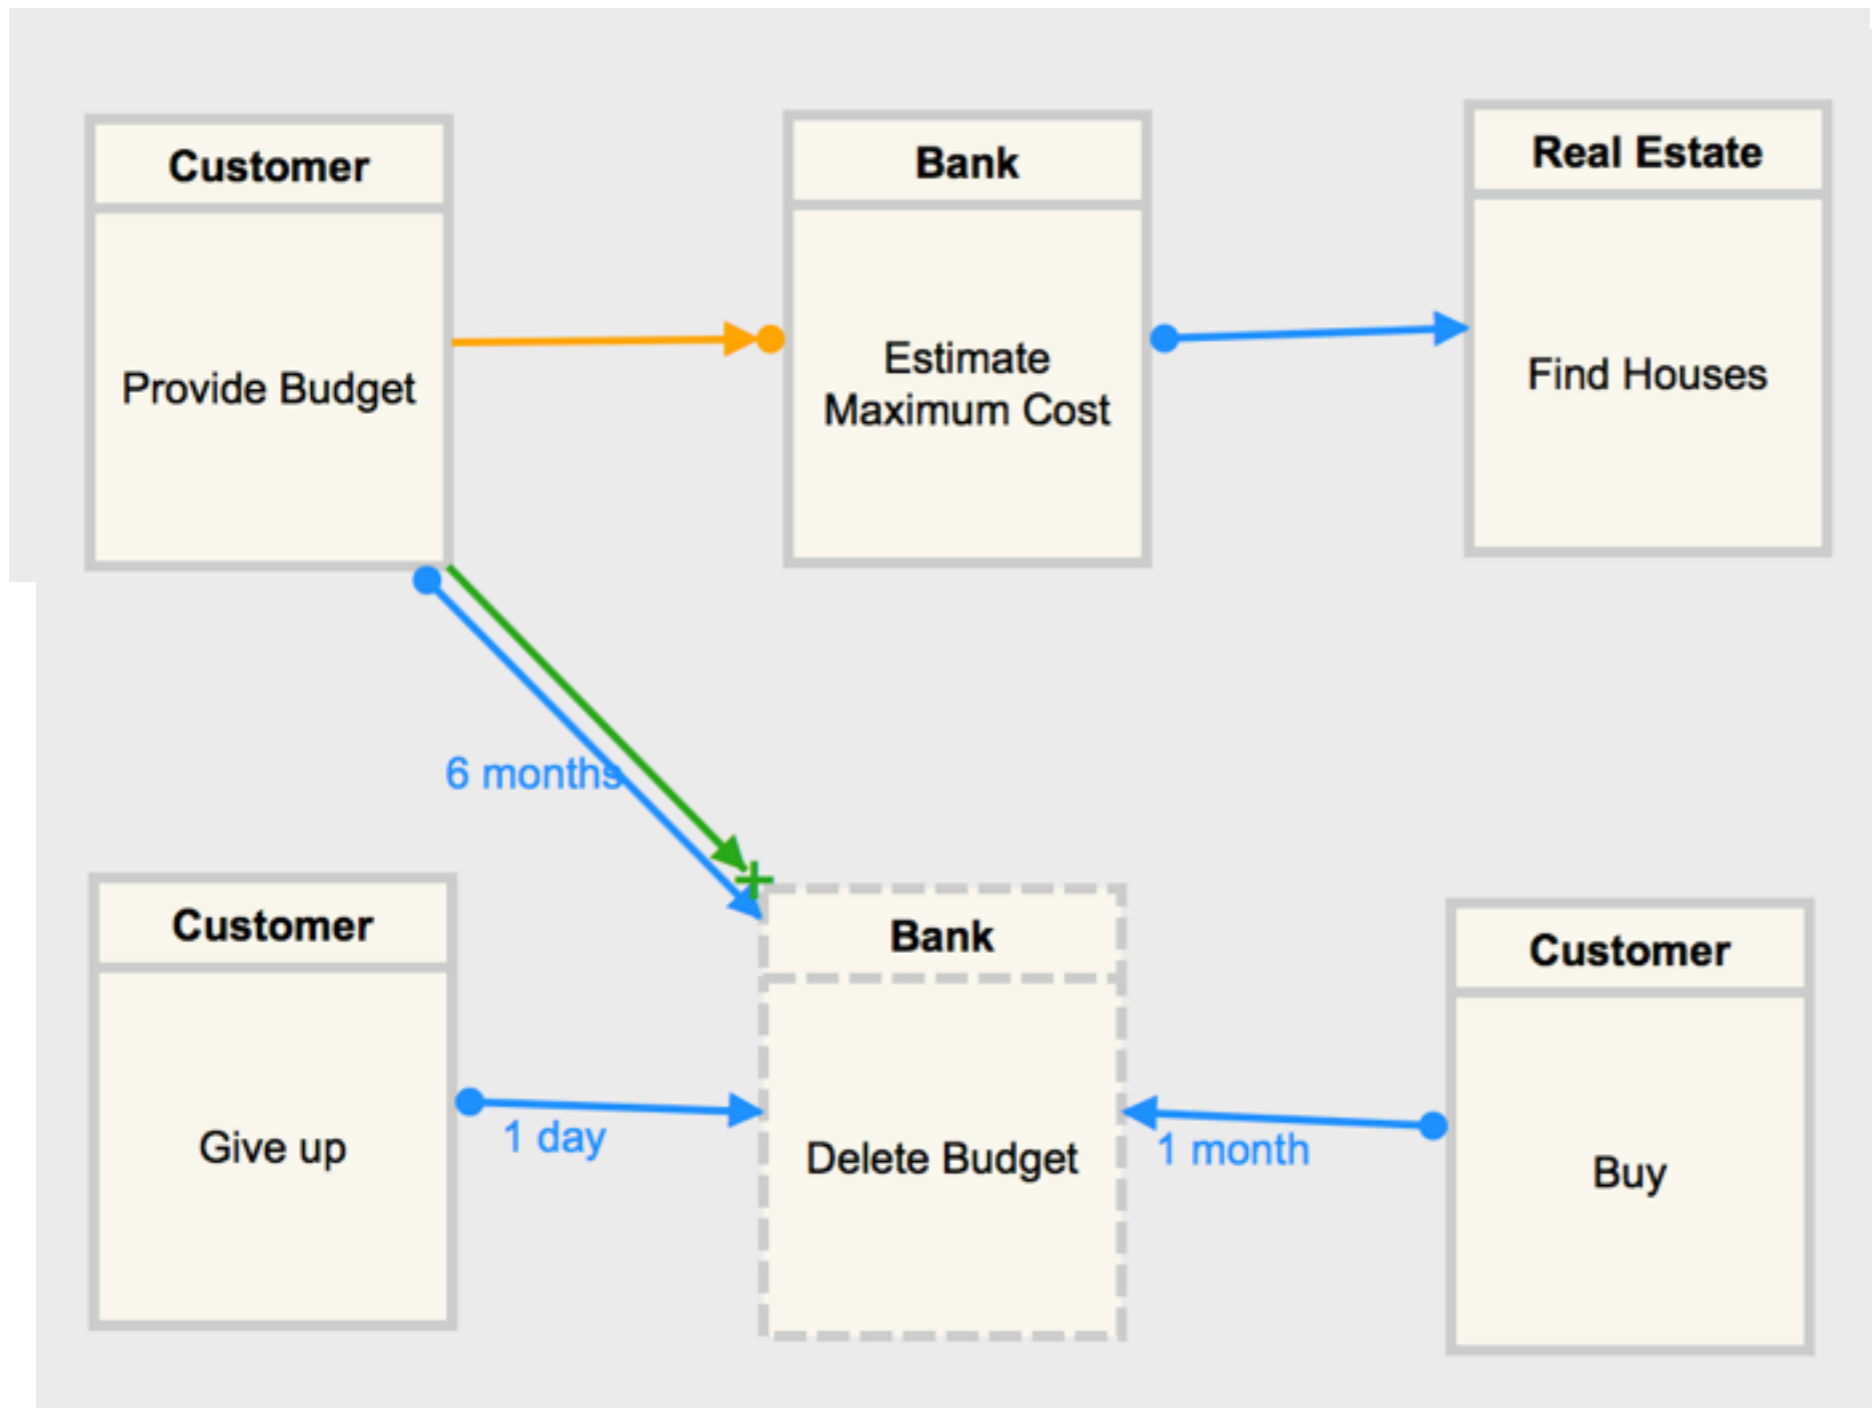 Customer
Provide Budget
Bank
Estimate
Maximum Cost
Real Estate
Find Houses
6 months
Customer
Give up
1 day
Bank
Delete Budget
1 month
Customer
Buy